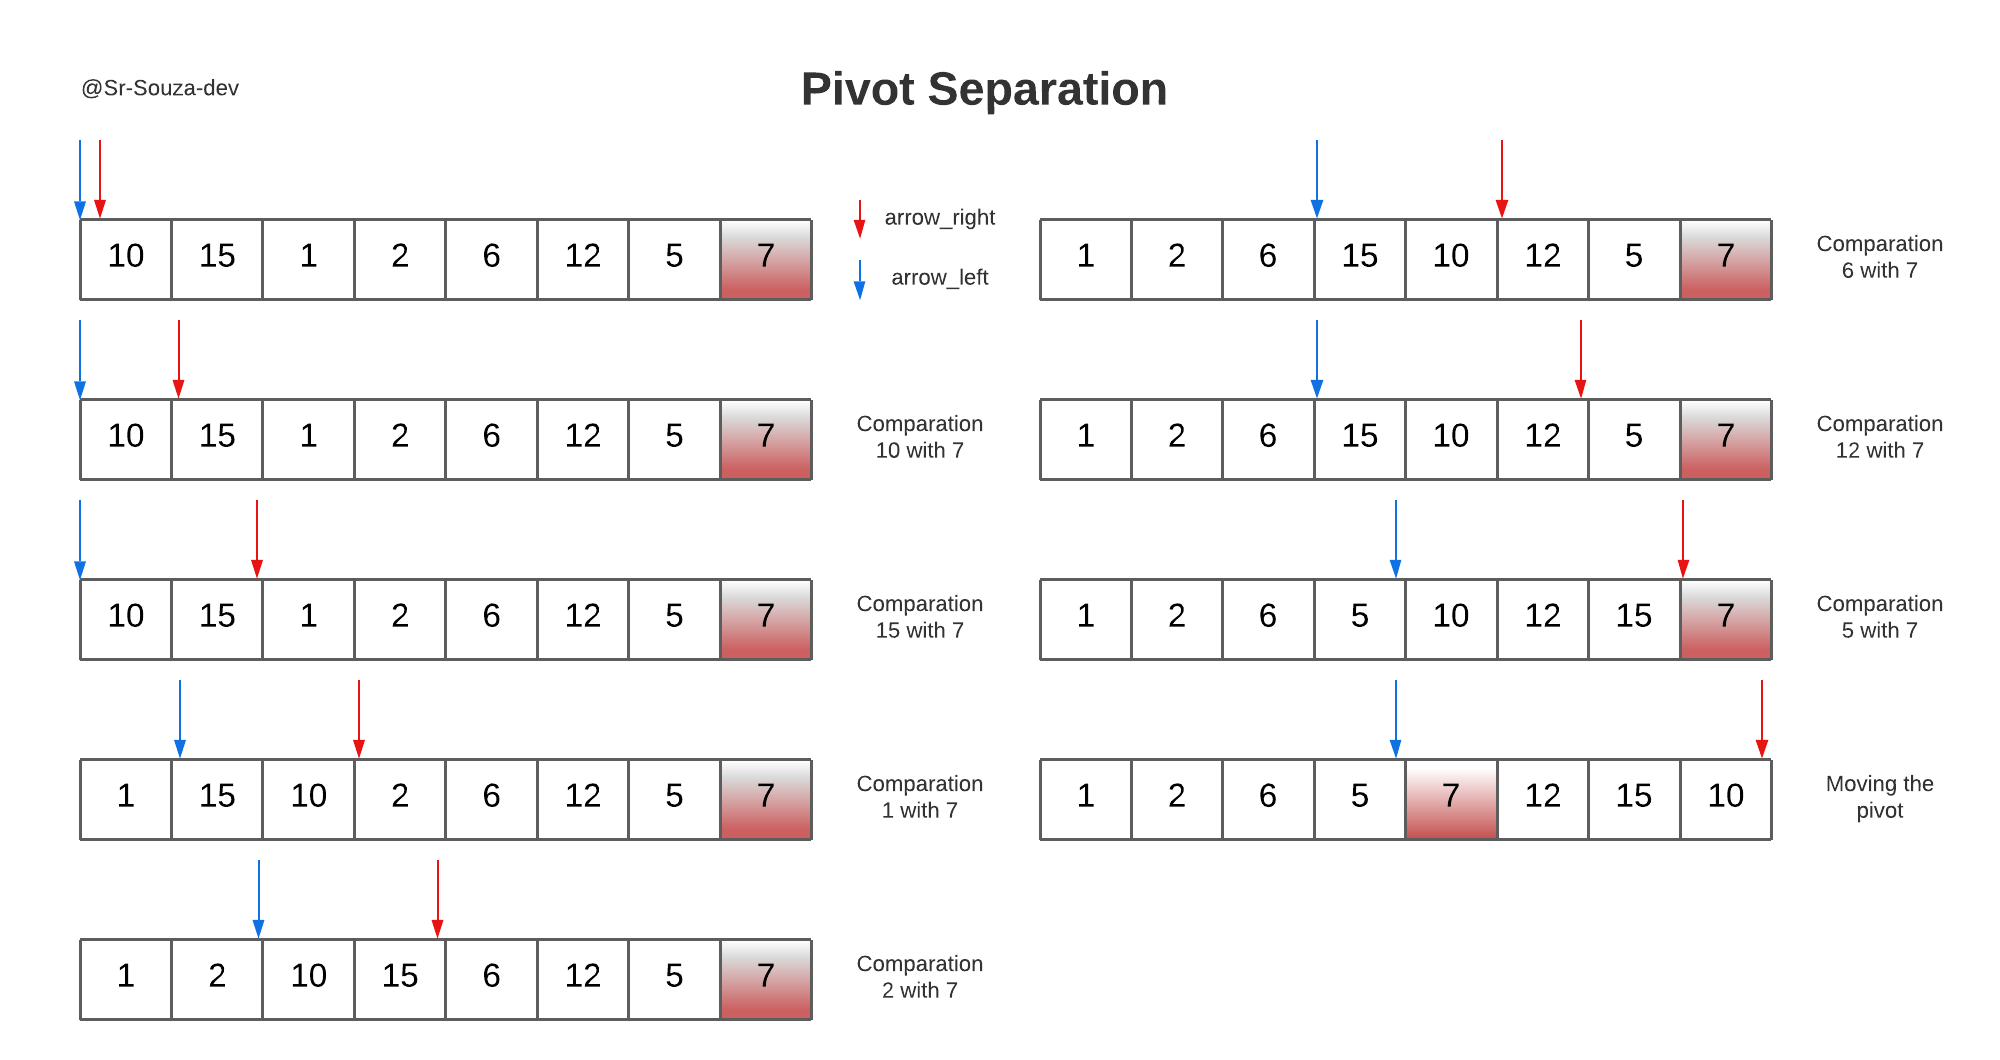 @Sr-Souza-dev
Pivot Separation
10 15 1 2 6 12 5 7
arrow_right
arrow_left
10 15 1 2 6 12 5 7
Comparation
10 with 7
10 15 1 2 6 12 5 7
Comparation
15 with 7
1 15 10 2 6 12 5 7
Comparation
1 with 7
1 2 10 15 6 12 5 7
Comparation
2 with 7
1 2 6 15 10 12 5 7
Comparation
6 with 7
1 2 6 15 10 12 5 7
Comparation
12 with 7
1 2 6 5 10 12 15 7
Comparation
5 with 7
1 2 6 5 7 12 15 10
Moving the
pivot